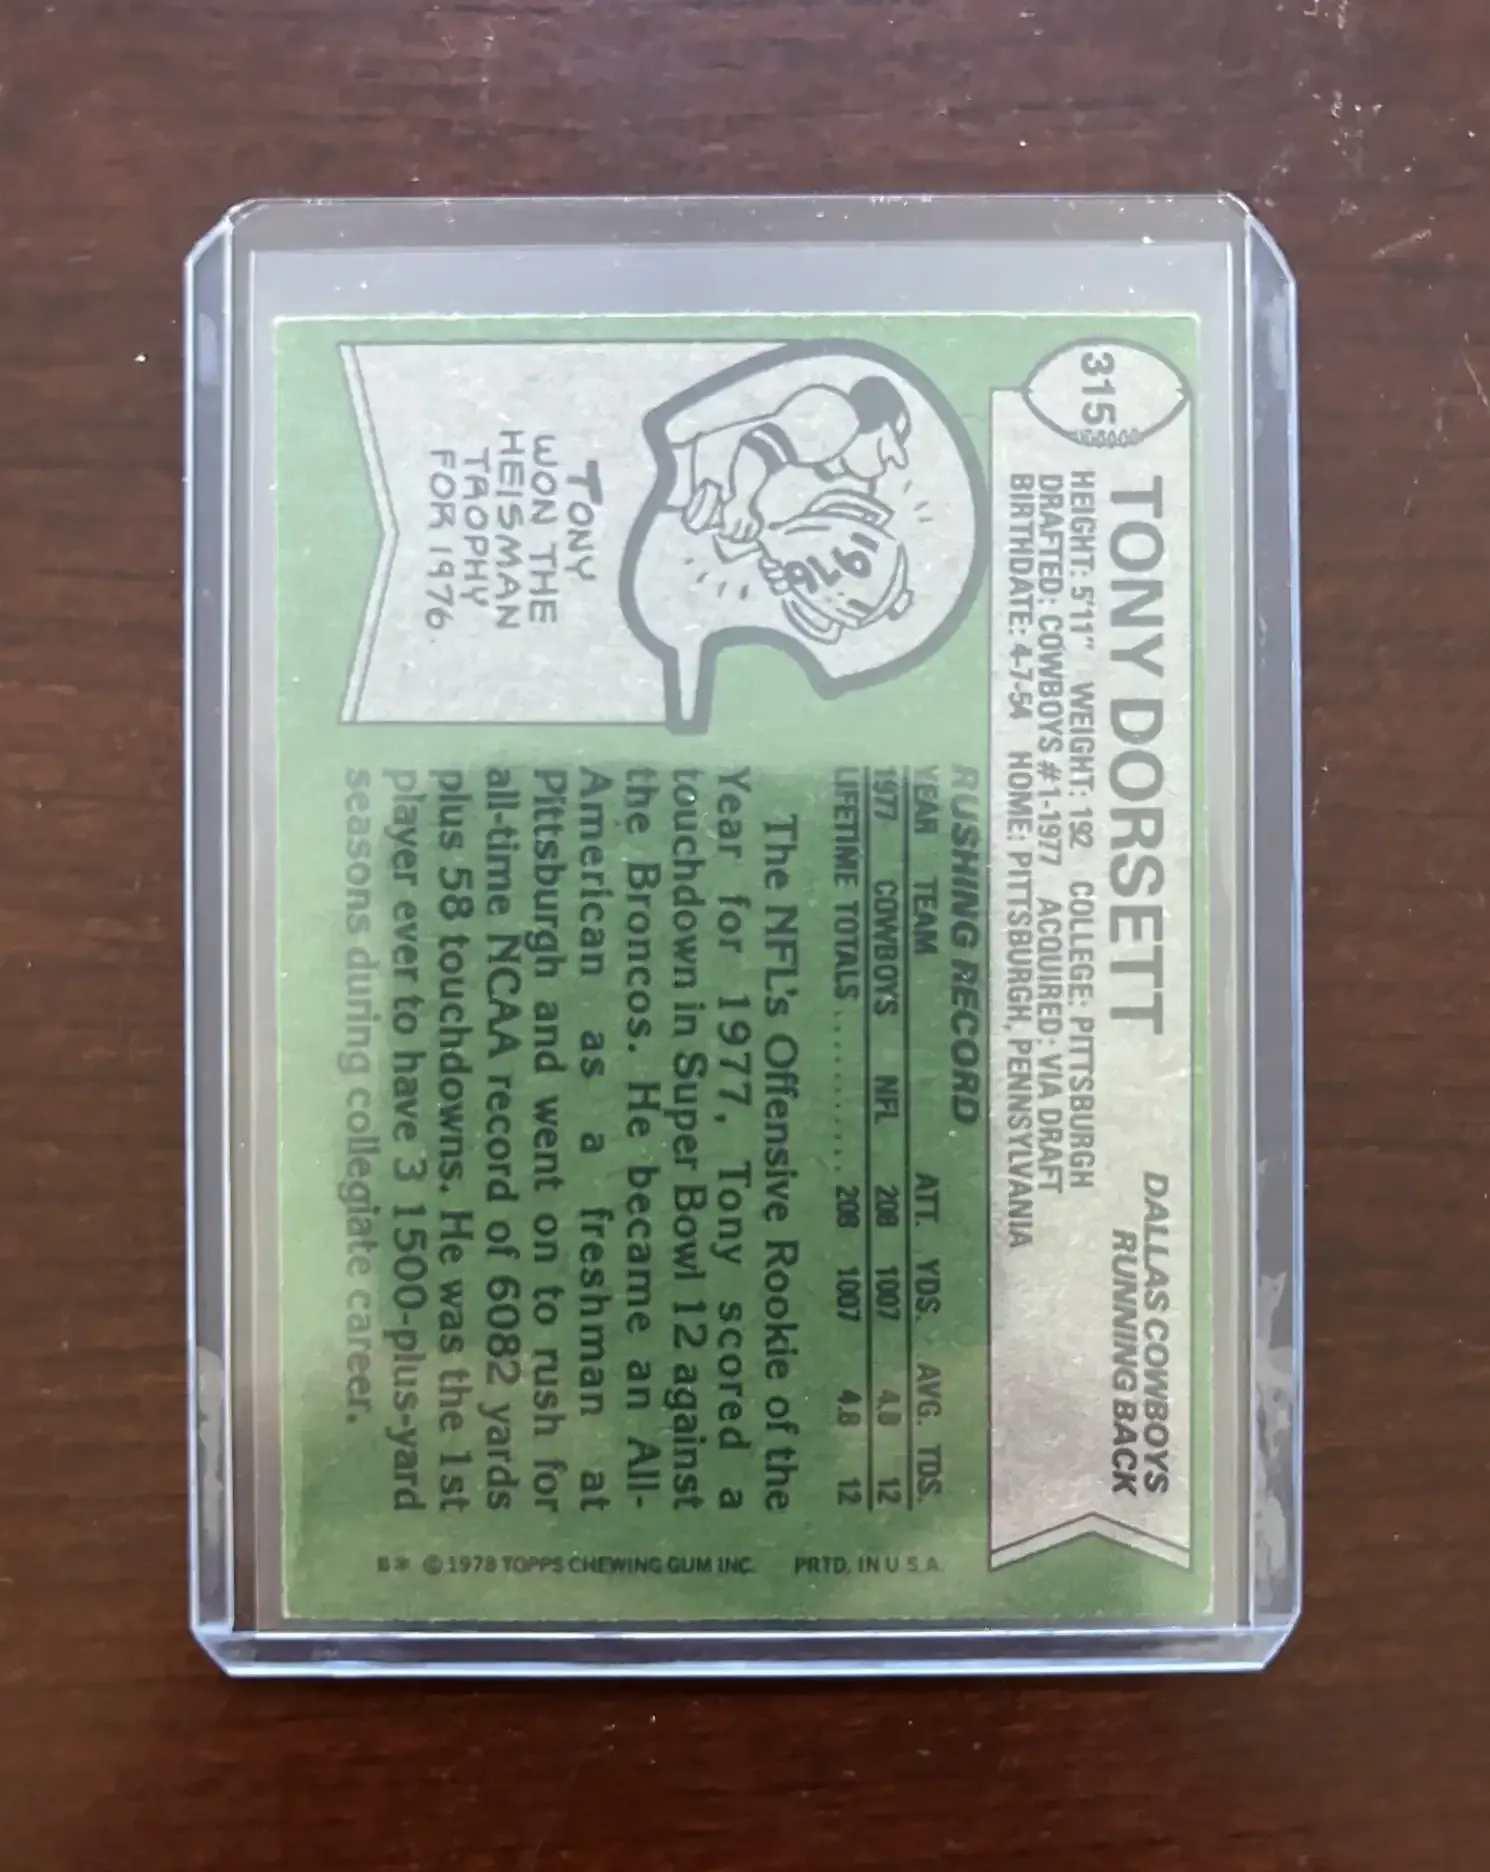 315
TONY DORSETT
DALLAS COWBOYS
RUNNING BACK
HEIGHT: 5'11" WEIGHT: 192 COLLEGE: PITTSBURGH
DRAFTED: COWBOYS #1-1977 ACQUIRED: VIA DRAFT
BIRTHDATE: 4-7-54 HOME: PITTSBURGH, PENNSYLVANIA
1976
TONY
WON THE
HEISMAN
TROPHY
FOR 1976.
RUSHING RECORD
YEAR TEAM ATT. YDS. AVG. TDS.
1977 COWBOYS NFL 208 1007 4.8 12
LIFETIME TOTALS.......... 208 1007 4.8 12
The NFL's Offensive Rookie of the
Year for 1977, Tony scored a
touchdown in Super Bowl 12 against
the Broncos. He became an All-
American as a freshman at
Pittsburgh and went on to rush for
all-time NCAA record of 6082 yards
plus 58 touchdowns. He was the 1st
player ever to have 3 1500-plus-yard
seasons during collegiate career.
B* © 1978 TOPPS CHEWING GUM INC. PRTD. IN U.S.A.